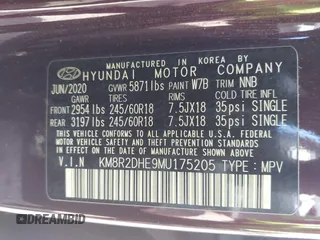 MANUFACTURED IN KOREA BY
HYUNDAI MOTOR COMPANY
JUN/2020 GVWR 5871 lbs PAINT W7B TRIM NNB
GAWR TIRES RIMS COLD TIRE INFLATION
FRONT 2954 lbs 245/60R18 7.5JX18 35psi SINGLE
REAR 3197 lbs 245/60R18 7.5JX18 35psi SINGLE
THIS VEHICLE CONFORMS TO ALL APPLICABLE U.S. FEDERAL MOTOR
VEHICLE SAFETY AND THEFT PREVENTION STANDARDS IN EFFECT ON
THE DATE OF MANUFACTURE SHOWN ABOVE
V.I.N KM8R2DHE9MU175205 TYPE : MPV
DREAMBID